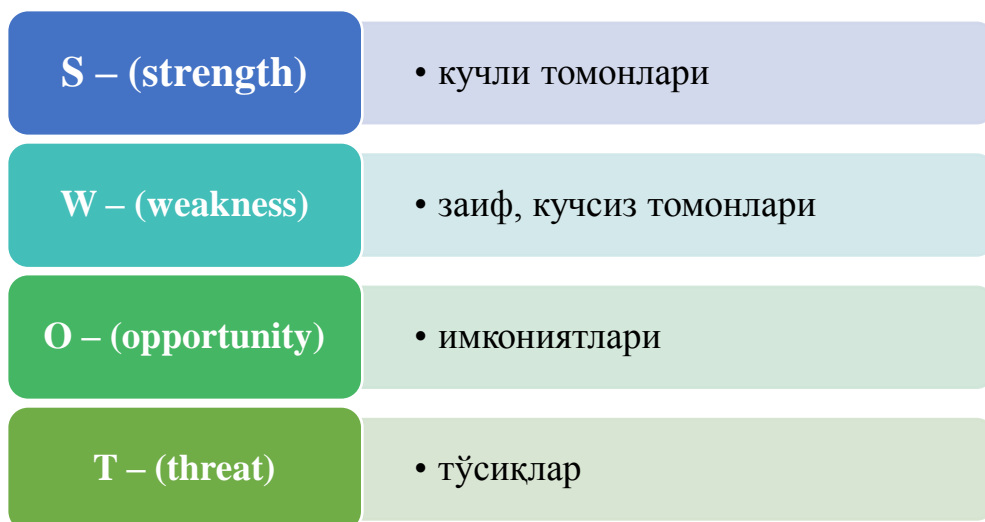 S – (strength)
• кучли томонлари
W – (weakness)
• заиф, кучсиз томонлари
O – (opportunity)
• имкониятлари
T – (threat)
• тўсиқлар